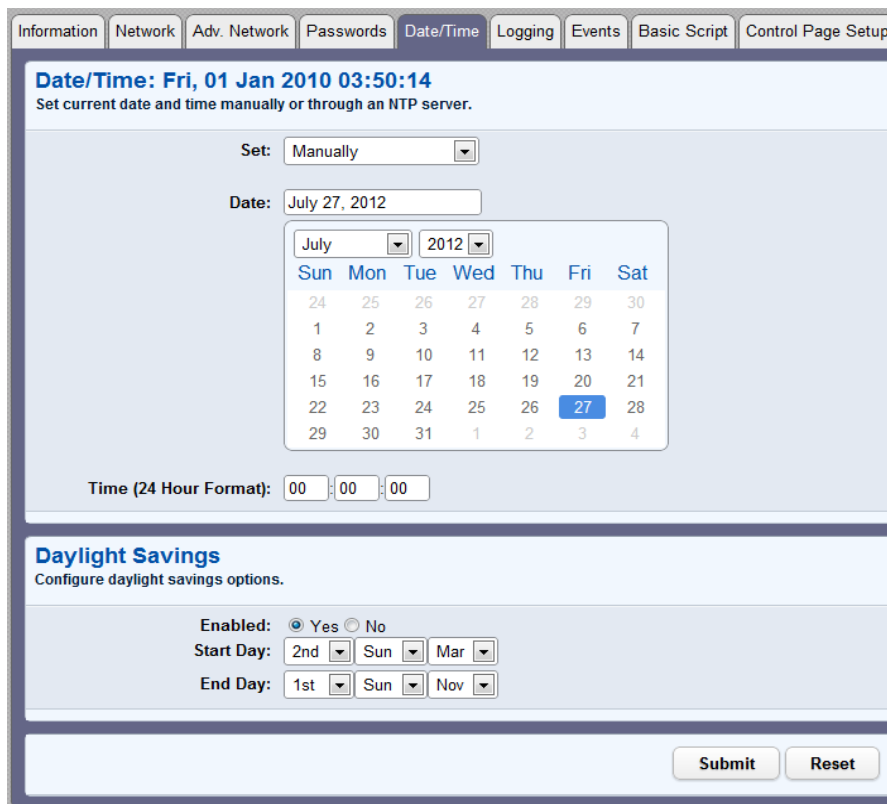 Information Network Adv. Network Passwords Date/Time Logging Events Basic Script Control Page Setup
Date/Time: Fri, 01 Jan 2010 03:50:14
Set current date and time manually or through an NTP server.
Set: Manually
Date: July 27, 2012
July 2012
Sun Mon Tue Wed Thu Fri Sat
24 25 26 27 28 29 30
1 2 3 4 5 6 7
8 9 10 11 12 13 14
15 16 17 18 19 20 21
22 23 24 25 26 27 28
29 30 31 1 2 3 4
Time (24 Hour Format): 00 : 00 : 00
Daylight Savings
Configure daylight savings options.
Enabled: Yes No
Start Day: 2nd Sun Mar
End Day: 1st Sun Nov
Submit Reset